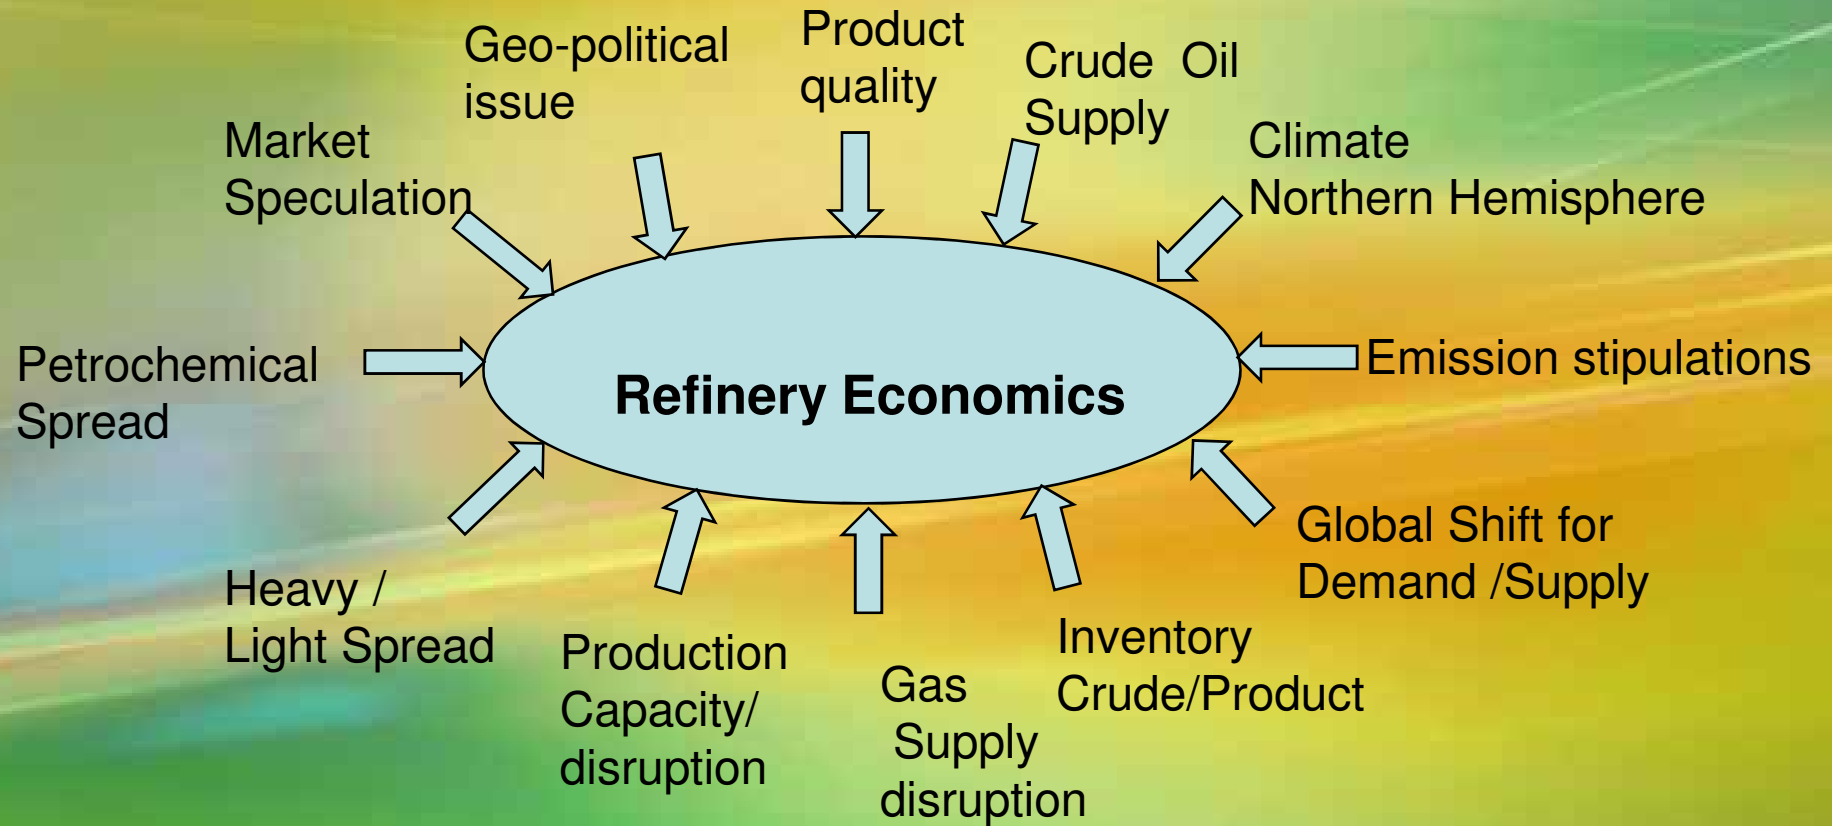 Geo-political
issue
Product
quality
Crude Oil
Supply
Market
Speculation
Climate
Northern Hemisphere
Petrochemical
Spread
Refinery Economics
Emission stipulations
Heavy /
Light Spread
Production
Capacity/
disruption
Gas
Supply
disruption
Inventory
Crude/Product
Global Shift for
Demand /Supply